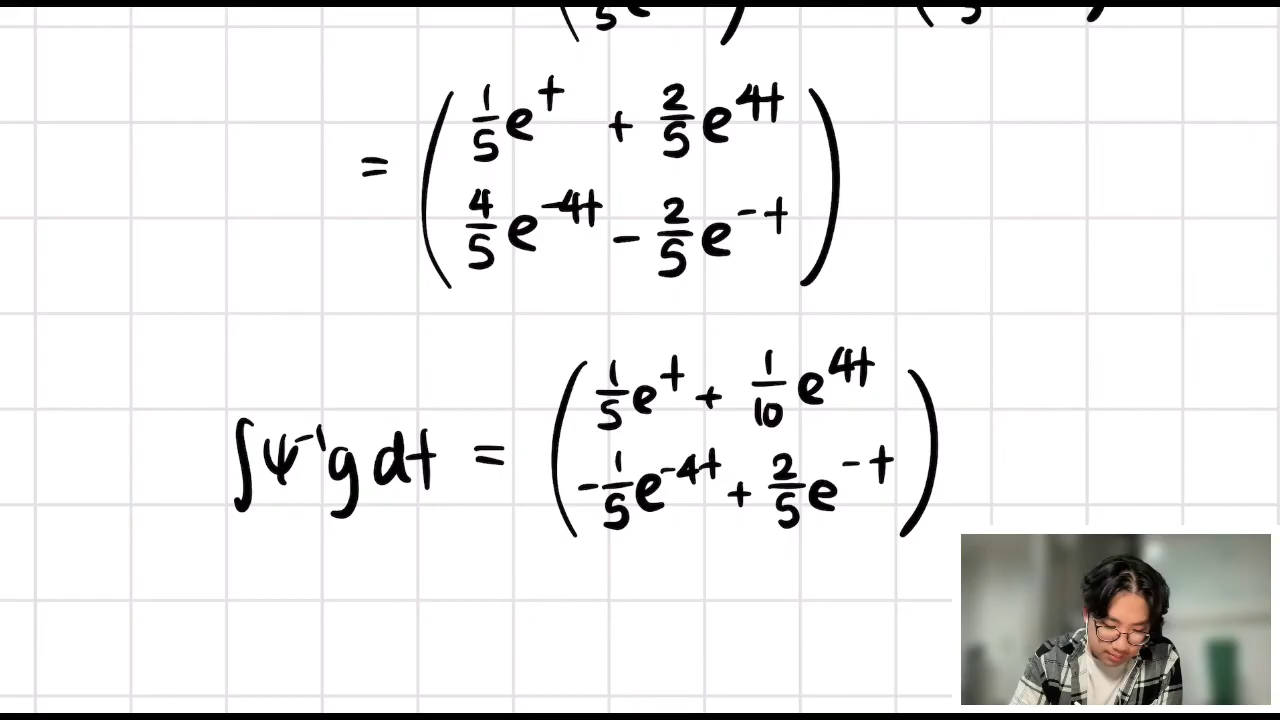 = ( 1/5 e^t + 2/5 e^4t
4/5 e^-4t - 2/5 e^-t )
∫ψ^-1 g dt = ( 1/5 e^t + 1/10 e^4t
-1/5 e^-4t + 2/5 e^-t )